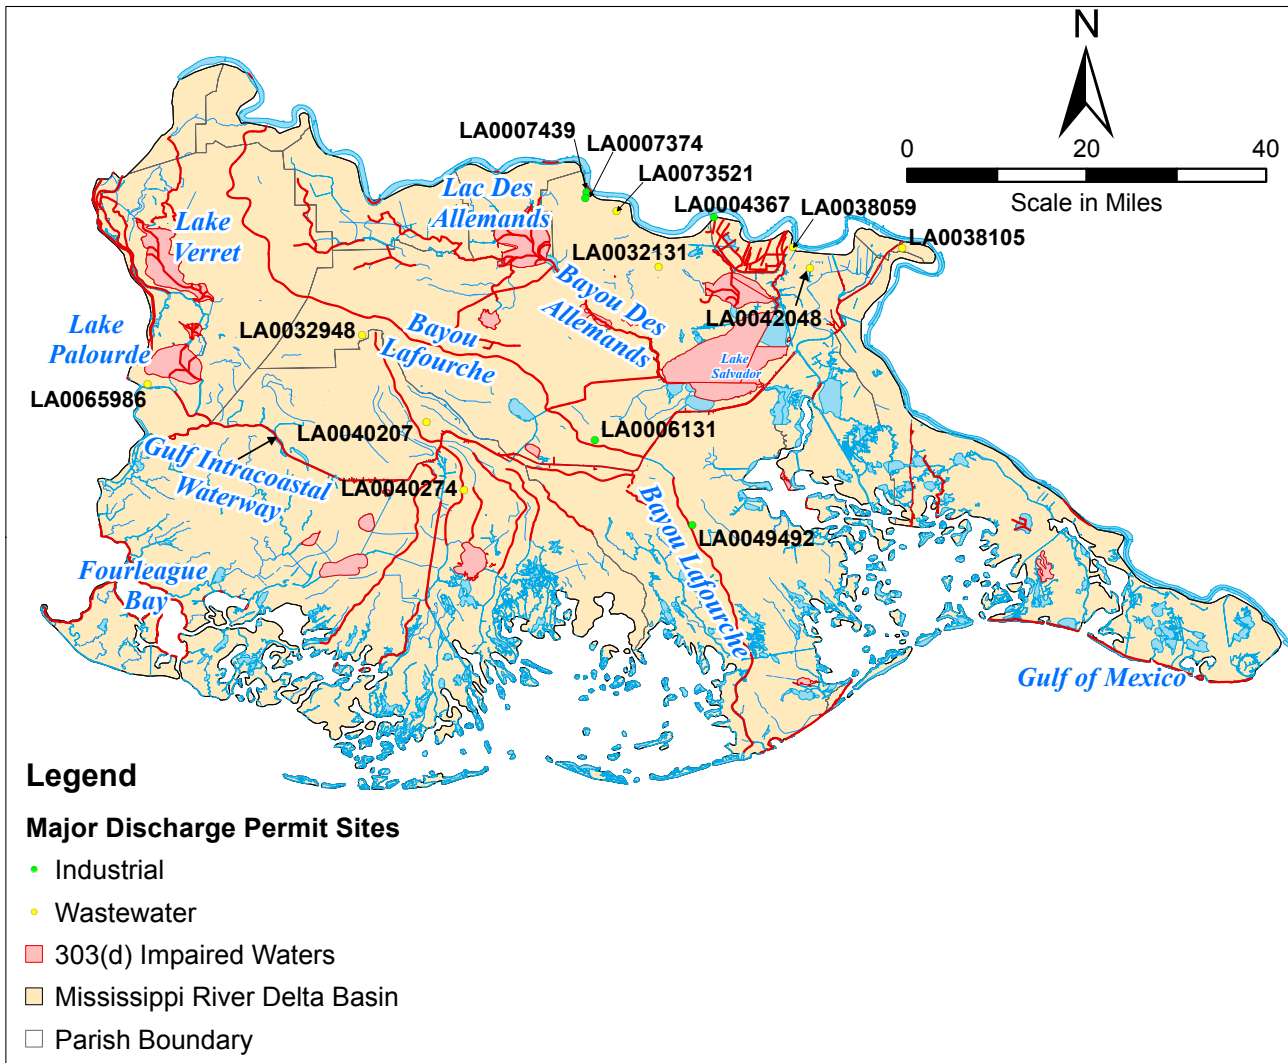 N
0 20 40
Scale in Miles
LA0007439
LA0007374
LA0073521
LA0004367
LA0038059
LA0038105
Lac Des
Allemands
Lake
Verret
LA0032131
Bayou Des
Allemands
LA0042048
Lake
Palourde
LA0032948
Bayou
Lafourche
Lake
Salvador
LA0065986
LA0040207
LA0006131
Gulf Intracoastal
Waterway
LA0040274
Bayou Lafourche
LA0049492
Fourleague
Bay
Gulf of Mexico
Legend
Major Discharge Permit Sites
Industrial
Wastewater
303(d) Impaired Waters
Mississippi River Delta Basin
Parish Boundary